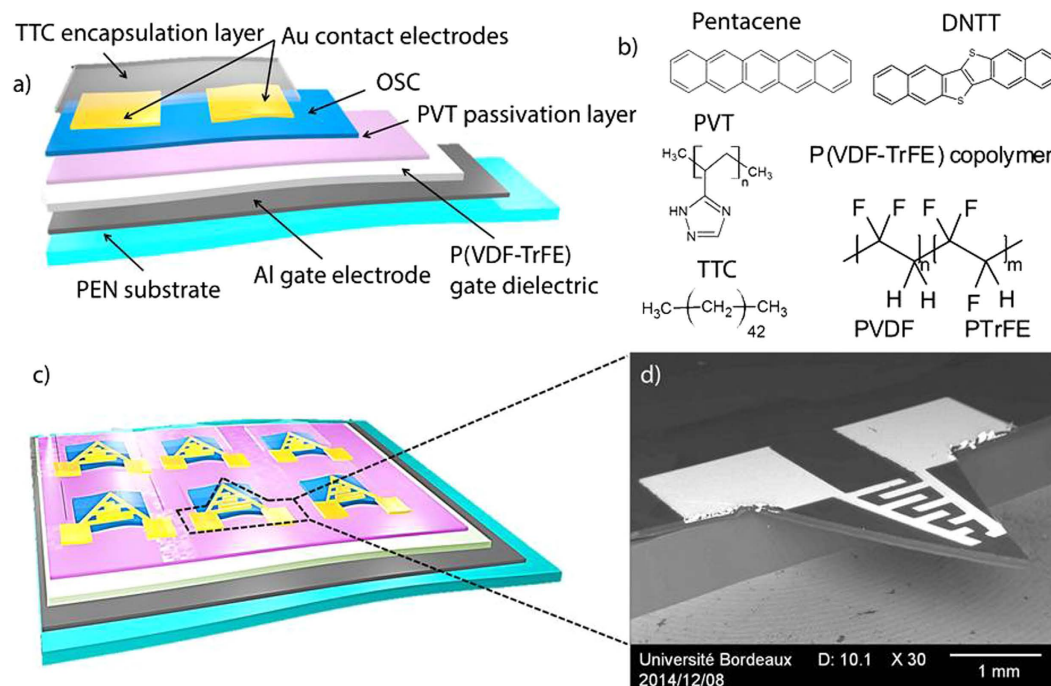 TTC encapsulation layer
Au contact electrodes
a)
OSC
PVT passivation layer
P(VDF-TrFE)
gate dielectric
Al gate electrode
PEN substrate
b)
Pentacene
DNTT
S
S
PVT
H₃C
CH₃
n
HN
N
N
P(VDF-TrFE) copolymer
F F F
n m
H H F H
PVDF PTrFE
TTC
H₃C-(CH₂)-CH₃
42
c)
d)
Université Bordeaux D: 10.1 X 30 1 mm
2014/12/08